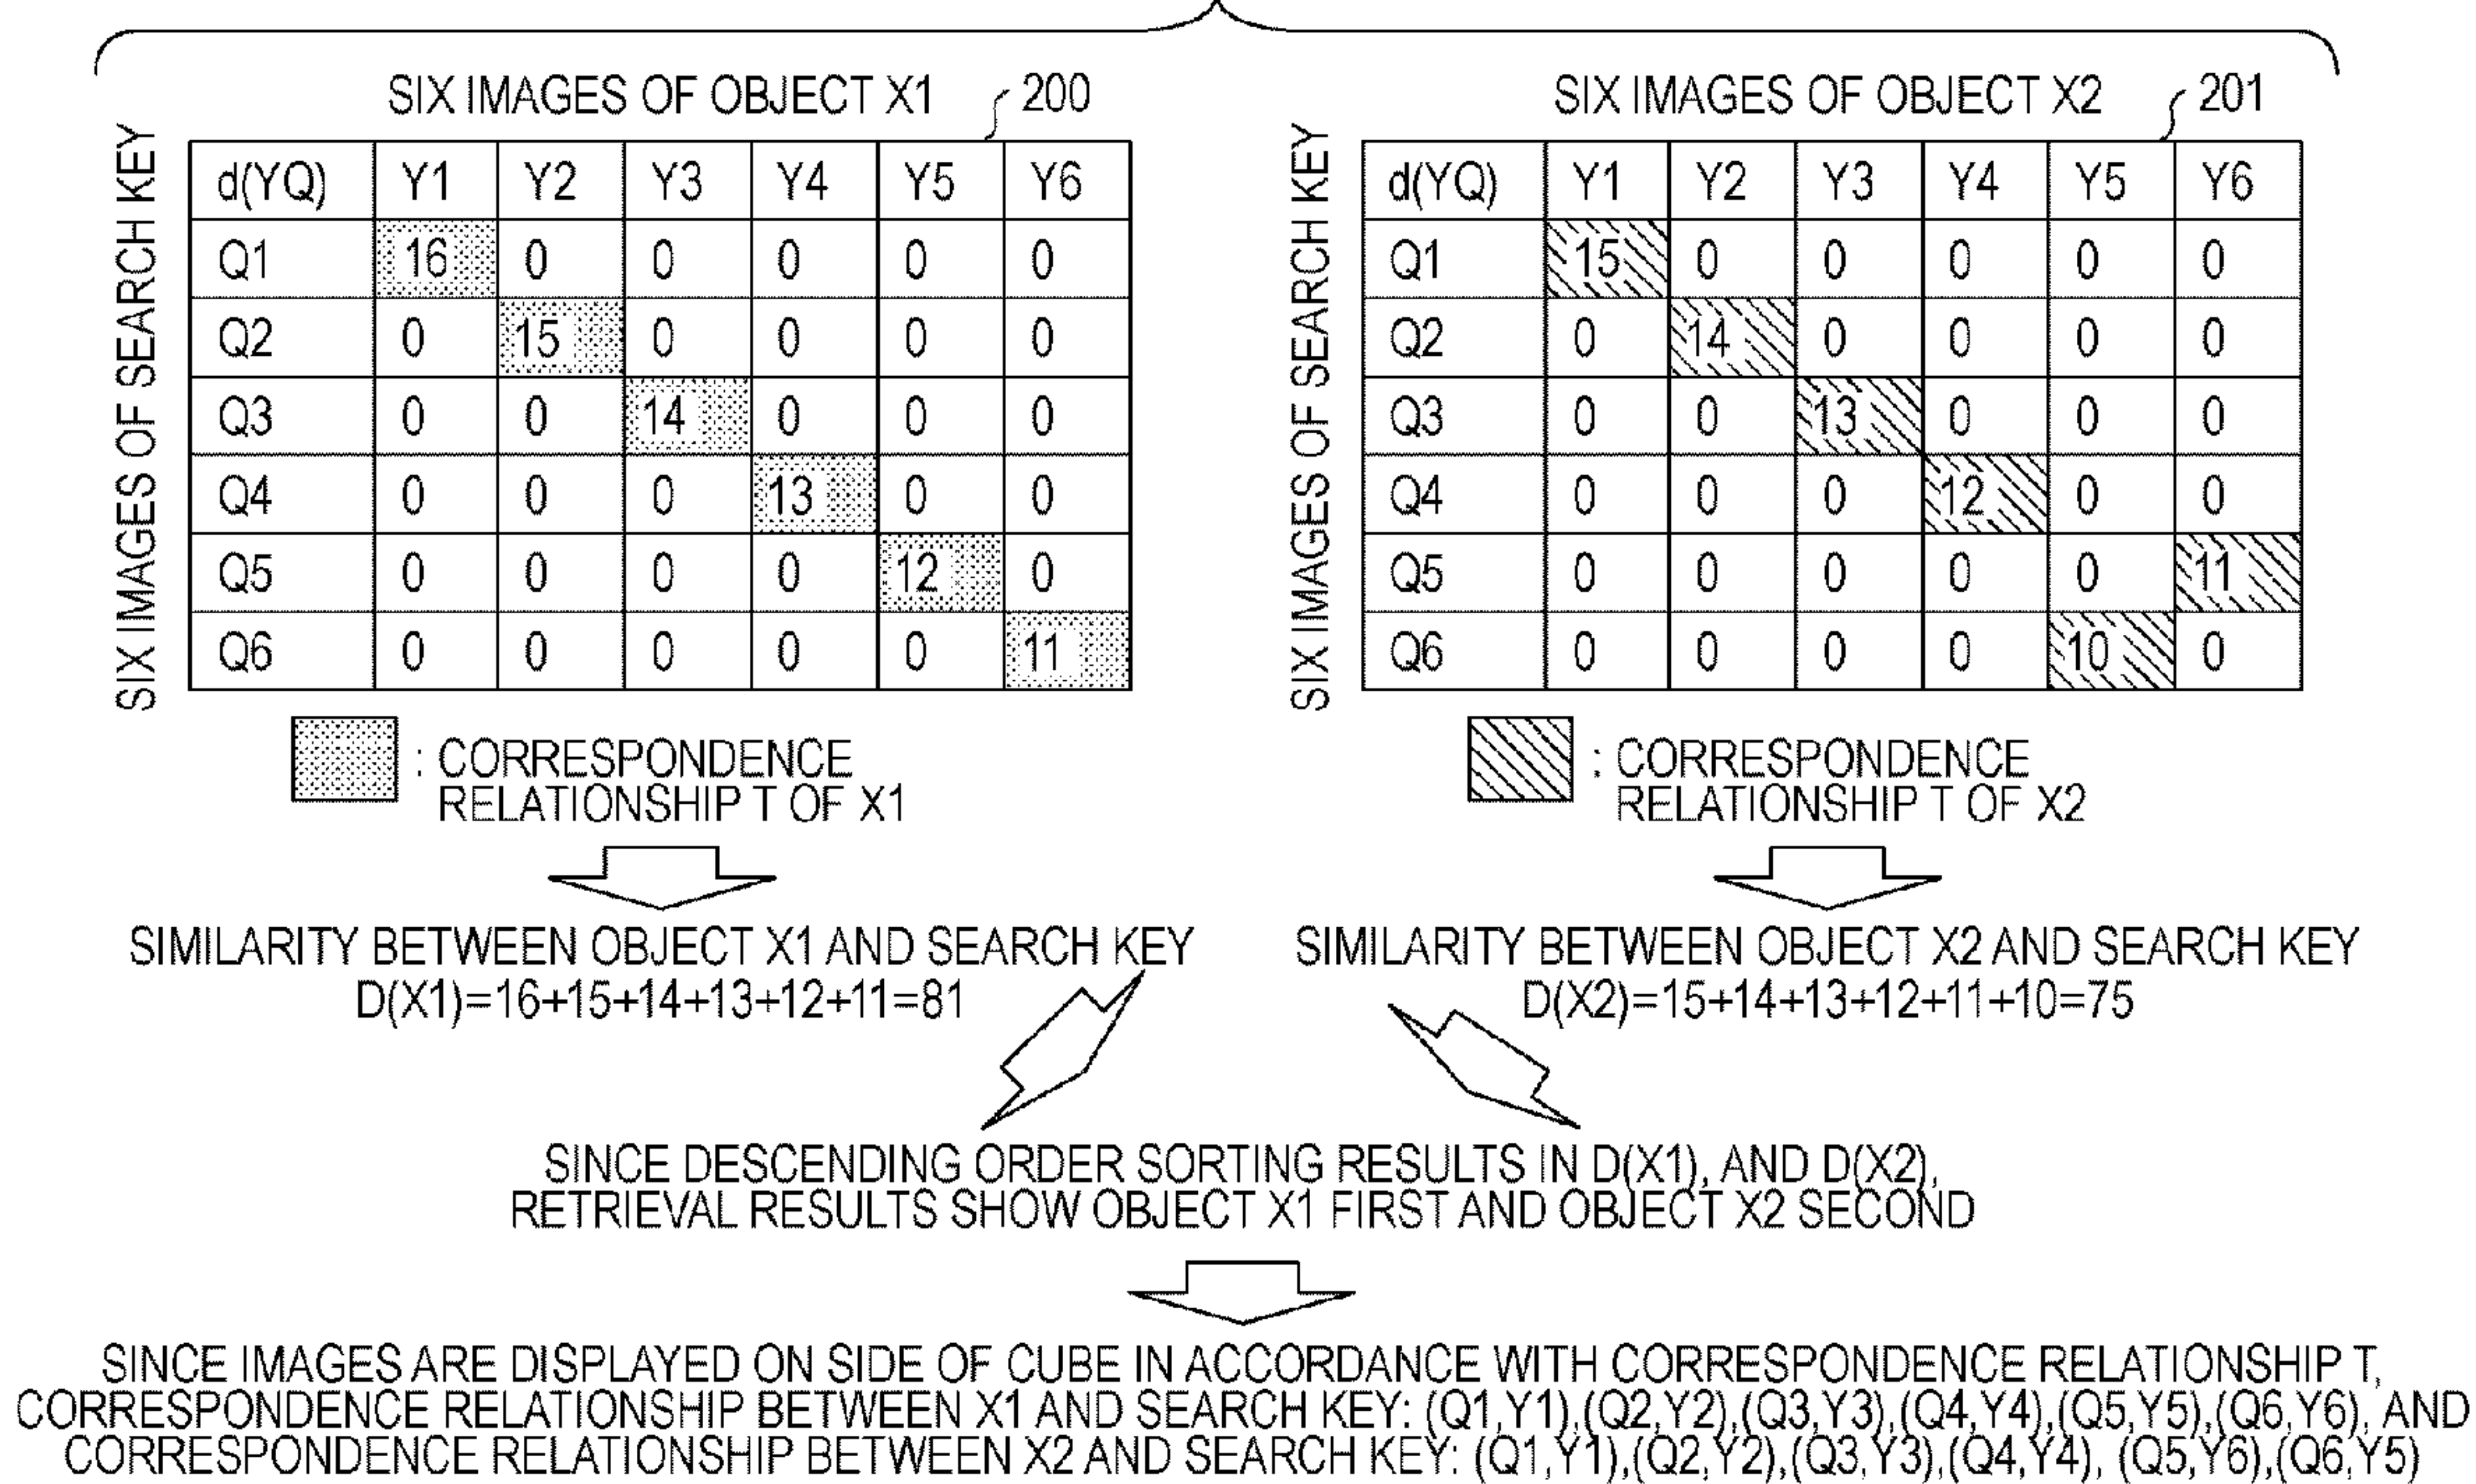 SIX IMAGES OF OBJECT X1 200
SIX IMAGES OF SEARCH KEY
d(YQ) Y1 Y2 Y3 Y4 Y5 Y6
Q1 16 0 0 0 0 0
Q2 0 15 0 0 0 0
Q3 0 0 14 0 0 0
Q4 0 0 0 13 0 0
Q5 0 0 0 0 12 0
Q6 0 0 0 0 0 11
: CORRESPONDENCE
RELATIONSHIP T OF X1
SIMILARITY BETWEEN OBJECT X1 AND SEARCH KEY
D(X1)=16+15+14+13+12+11=81
SIX IMAGES OF OBJECT X2 201
SIX IMAGES OF SEARCH KEY
d(YQ) Y1 Y2 Y3 Y4 Y5 Y6
Q1 15 0 0 0 0 0
Q2 0 14 0 0 0 0
Q3 0 0 13 0 0 0
Q4 0 0 0 12 0 0
Q5 0 0 0 0 0 11
Q6 0 0 0 0 10 0
: CORRESPONDENCE
RELATIONSHIP T OF X2
SIMILARITY BETWEEN OBJECT X2 AND SEARCH KEY
D(X2)=15+14+13+12+11+10=75
SINCE DESCENDING ORDER SORTING RESULTS IN D(X1), AND D(X2),
RETRIEVAL RESULTS SHOW OBJECT X1 FIRST AND OBJECT X2 SECOND
SINCE IMAGES ARE DISPLAYED ON SIDE OF CUBE IN ACCORDANCE WITH CORRESPONDENCE RELATIONSHIP T,
CORRESPONDENCE RELATIONSHIP BETWEEN X1 AND SEARCH KEY: (Q1,Y1),(Q2,Y2),(Q3,Y3),(Q4,Y4),(Q5,Y5),(Q6,Y6), AND
CORRESPONDENCE RELATIONSHIP BETWEEN X2 AND SEARCH KEY: (Q1,Y1),(Q2,Y2),(Q3,Y3),(Q4,Y4), (Q5,Y6),(Q6,Y5)